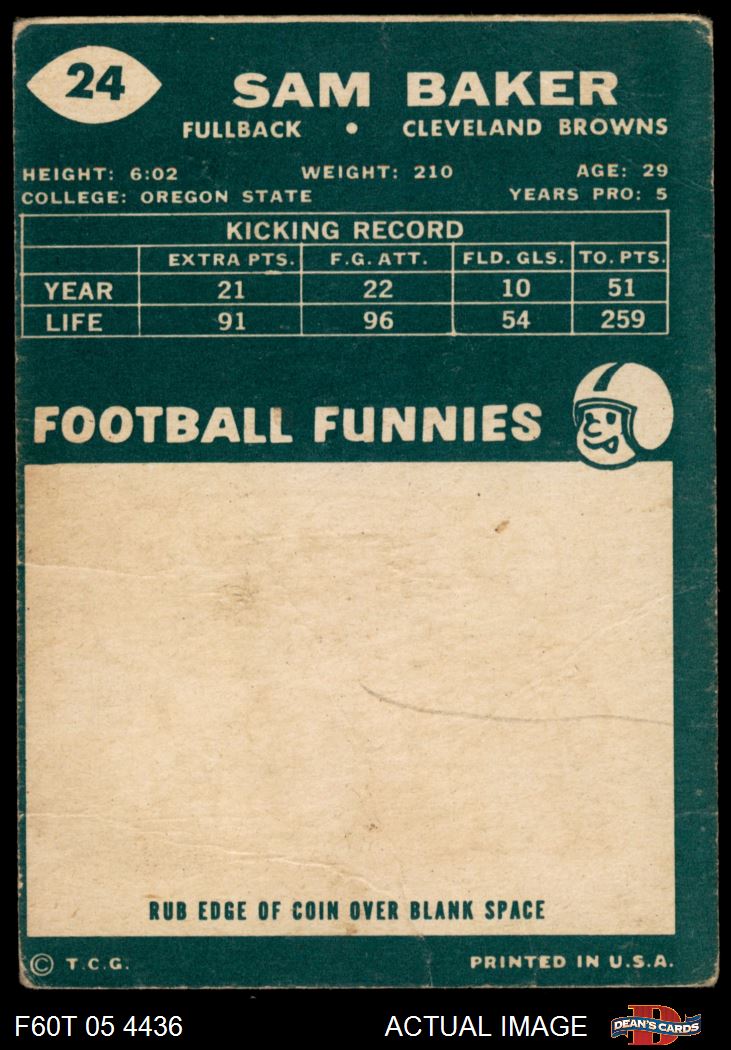 24
SAM BAKER
FULLBACK • CLEVELAND BROWNS
HEIGHT: 6:02 WEIGHT: 210 AGE: 29
COLLEGE: OREGON STATE YEARS PRO: 5
KICKING RECORD
EXTRA PTS. F.G. ATT. FLD. GLS. TO. PTS.
YEAR 21 22 10 51
LIFE 91 96 54 259
FOOTBALL FUNNIES
RUB EDGE OF COIN OVER BLANK SPACE
© T.C.G. PRINTED IN U.S.A.
F60T 05 4436 ACTUAL IMAGE D DEAN'S CARDS